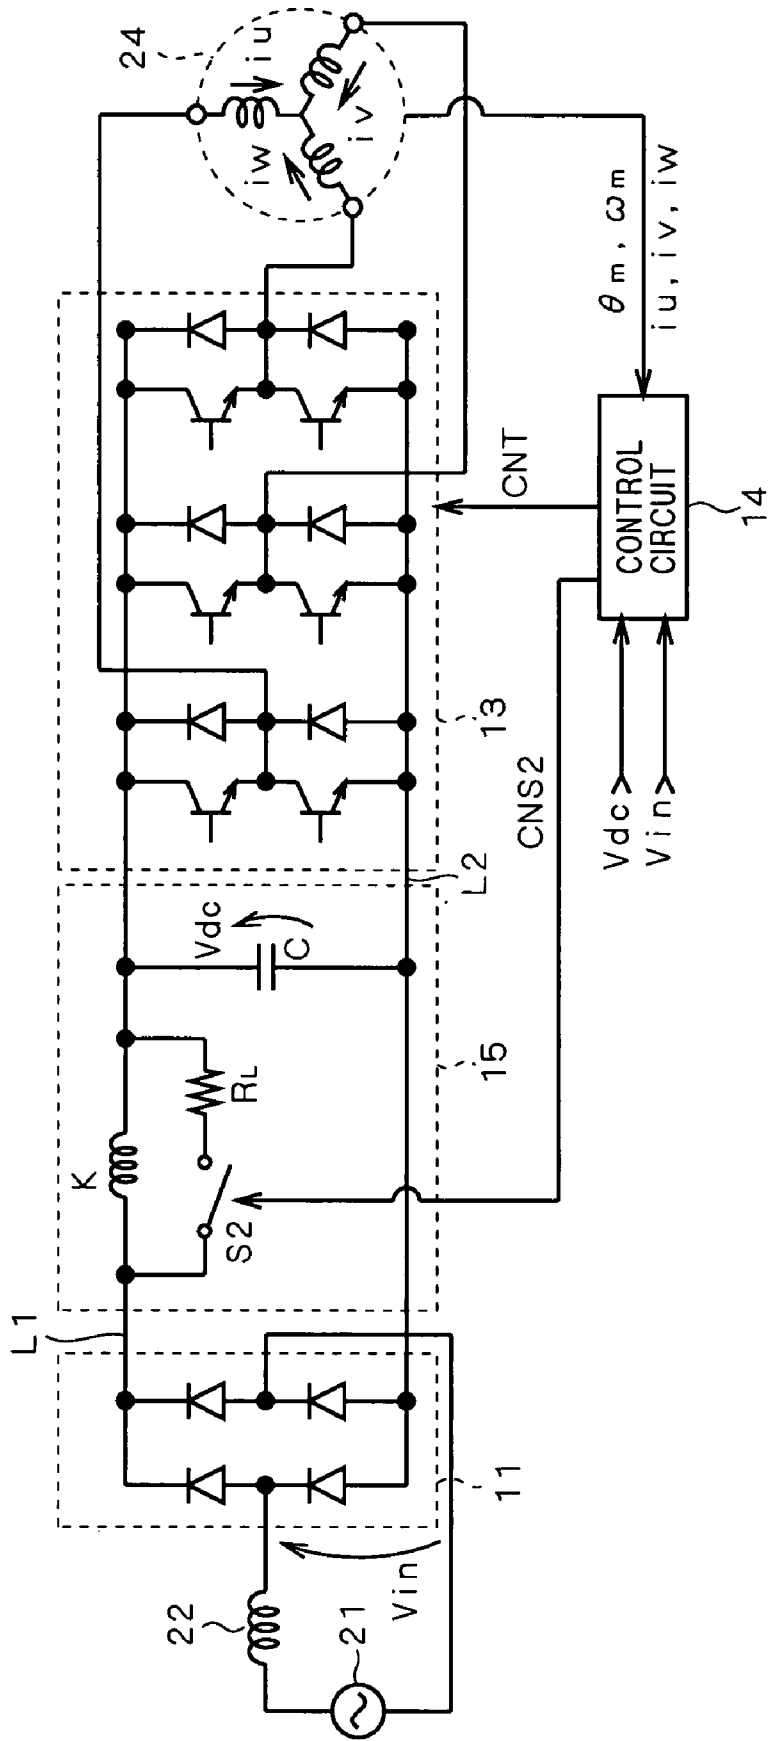 21
22
Vin
11
L1
S2
K
RL
15
C
Vdc
L2
13
24
iu
iv
iw
θm, ωm
iu, iv, iw
CNT
CNS2
Vdc
Vin
CONTROL
CIRCUIT
14